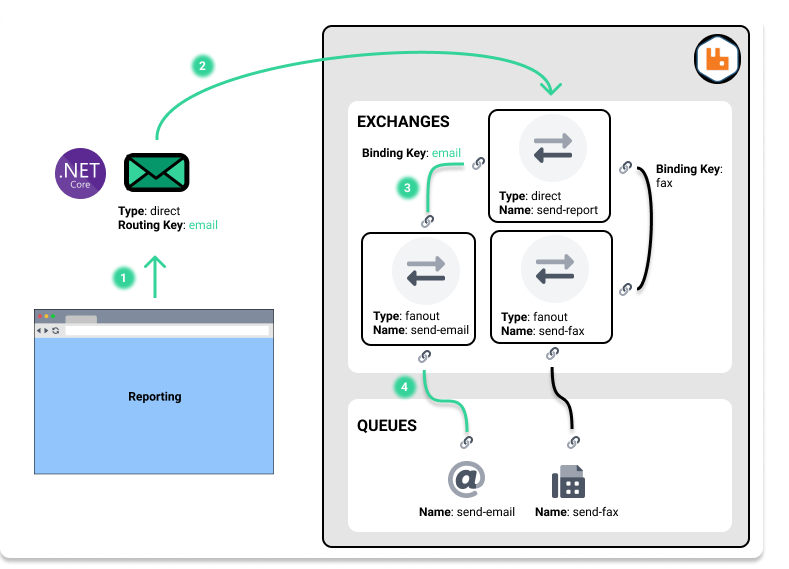 2
EXCHANGES
Binding Key: email
Type: direct
Name: send-report
Binding Key:
fax
.NET
Core
Type: direct
Routing Key: email
3
1
Type: fanout
Name: send-email
Type: fanout
Name: send-fax
Reporting
4
QUEUES
@
Name: send-email
Name: send-fax